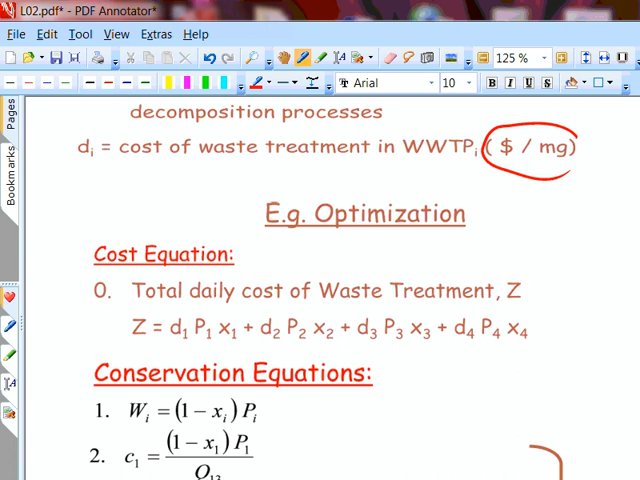 L02.pdf* - PDF Annotator*
File Edit Tool View Extras Help
125 %
Arial 10 B I U S
Pages
Bookmarks
decomposition processes
dᵢ = cost of waste treatment in WWTPᵢ ( $ / mg)
E.g. Optimization
Cost Equation:
0. Total daily cost of Waste Treatment, Z
Z = d₁ P₁ x₁ + d₂ P₂ x₂ + d₃ P₃ x₃ + d₄ P₄ x₄
Conservation Equations:
1. Wᵢ = (1 − xᵢ) Pᵢ
2. c₁ = (1 − x₁) P₁
Q₁₃